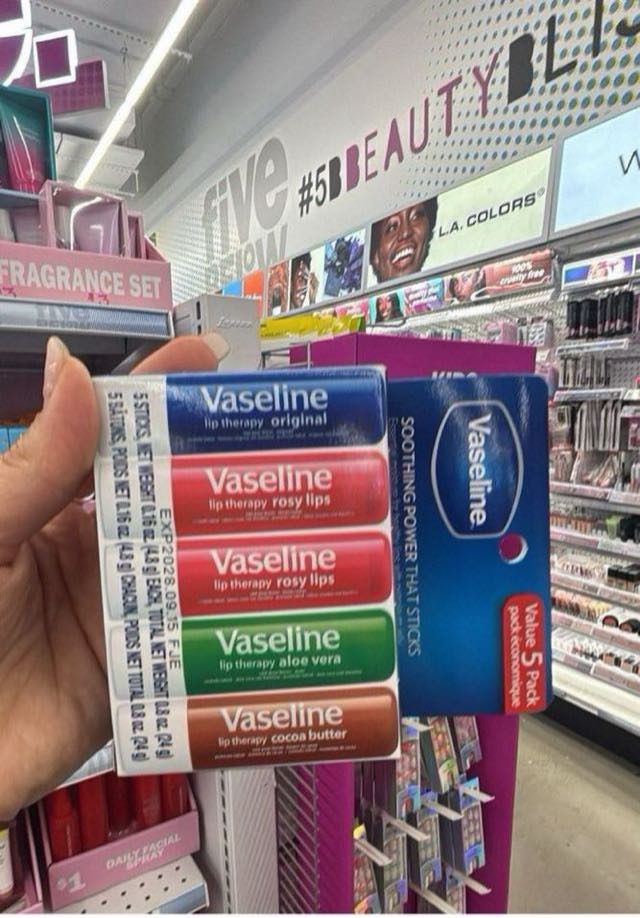 five
BELOW
#5BBEAUTYBLIS
L.A. COLORS®
W
100%
cruelty free
FRAGRANCE SET
KIDS
Vaseline
lip therapy original
Vaseline
lip therapy rosy lips
Vaseline
lip therapy rosy lips
Vaseline
lip therapy aloe vera
Vaseline
lip therapy cocoa butter
EXP2028.09.15 FJE
5 STICKS, NET WEIGHT 0.16 oz (4.8 g) EACH, TOTAL NET WEIGHT 0.8 oz (24 g)
5 BÂTONS, POIDS NET 0,16 oz (4,8 g) CHACUN, POIDS NET TOTAL 0,8 oz (24 g)
Vaseline.
SOOTHING POWER THAT STICKS
Value 5 Pack
pack économique
$1
DAILY FACIAL
SPRAY